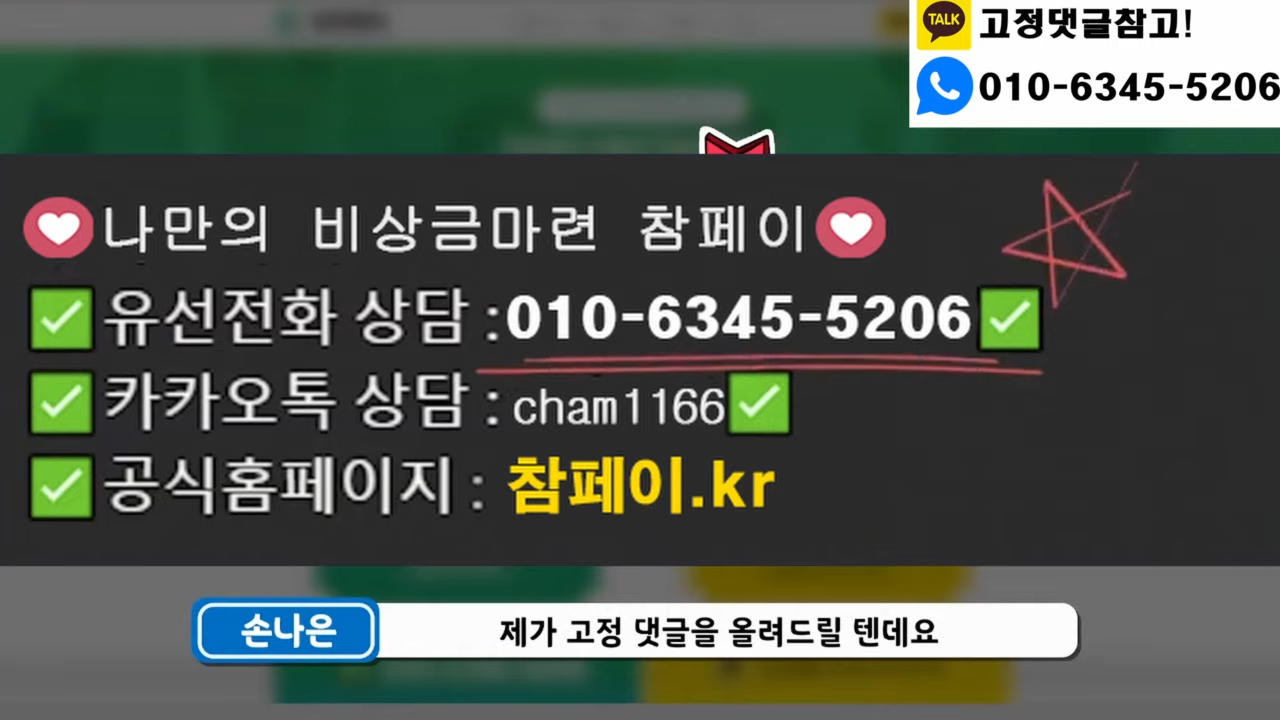 TALK 고정댓글참고!
010-6345-5206
나만의 비상금마련 참페이
유선전화 상담 :010-6345-5206
카카오톡 상담 : cham1166
공식홈페이지 : 참페이.kr
손나은 제가 고정 댓글을 올려드릴 텐데요